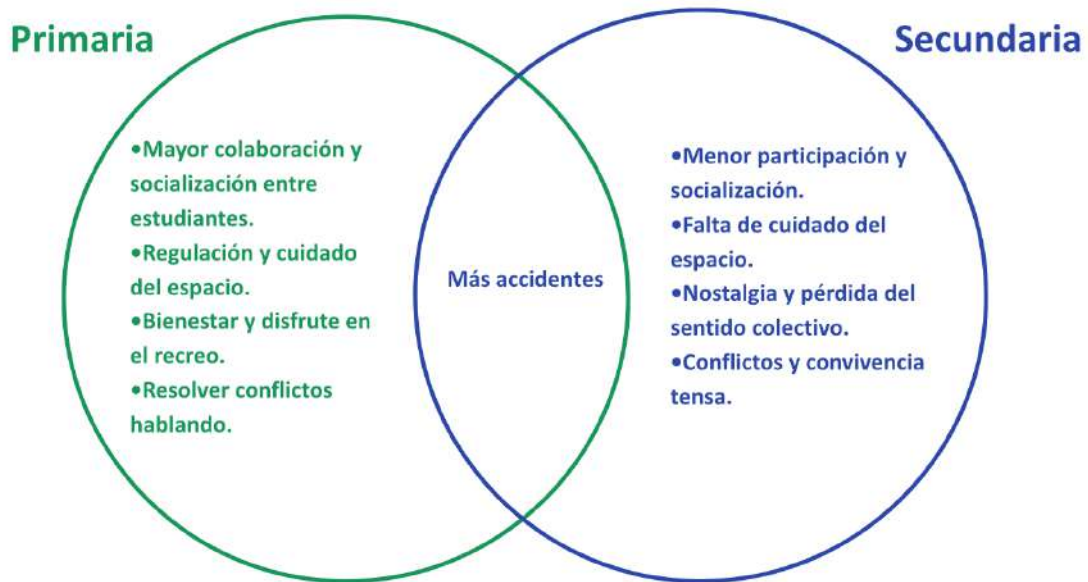 Primaria
Secundaria
•Mayor colaboración y
socialización entre
estudiantes.
•Regulación y cuidado
del espacio.
•Bienestar y disfrute en
el recreo.
•Resolver conflictos
hablando.
Más accidentes
•Menor participación y
socialización.
•Falta de cuidado del
espacio.
•Nostalgia y pérdida del
sentido colectivo.
•Conflictos y convivencia
tensa.